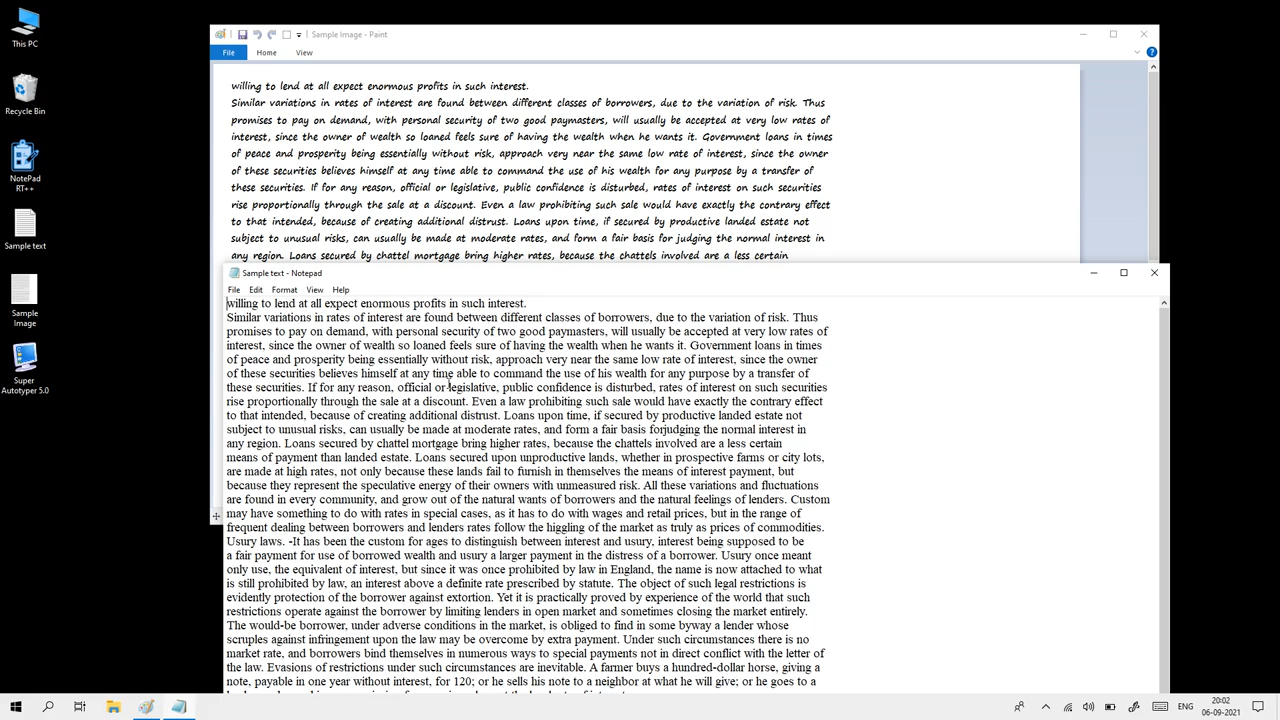 This PC
Recycle Bin
NotePad
RT++
Sample text
Sample
Image
Super
Autotyper 5.0
Sample Image - Paint
File Home View
willing to lend at all expect enormous profits in such interest.
Similar variations in rates of interest are found between different classes of borrowers, due to the variation of risk. Thus
promises to pay on demand, with personal security of two good paymasters, will usually be accepted at very low rates of
interest, since the owner of wealth so loaned feels sure of having the wealth when he wants it. Government loans in times
of peace and prosperity being essentially without risk, approach very near the same low rate of interest, since the owner
of these securities believes himself at any time able to command the use of his wealth for any purpose by a transfer of
these securities. If for any reason, official or legislative, public confidence is disturbed, rates of interest on such securities
rise proportionally through the sale at a discount. Even a law prohibiting such sale would have exactly the contrary effect
to that intended, because of creating additional distrust. Loans upon time, if secured by productive landed estate not
subject to unusual risks, can usually be made at moderate rates, and form a fair basis for judging the normal interest in
any region. Loans secured by chattel mortgage bring higher rates, because the chattels involved are a less certain
Sample text - Notepad
File Edit Format View Help
willing to lend at all expect enormous profits in such interest.
Similar variations in rates of interest are found between different classes of borrowers, due to the variation of risk. Thus
promises to pay on demand, with personal security of two good paymasters, will usually be accepted at very low rates of
interest, since the owner of wealth so loaned feels sure of having the wealth when he wants it. Government loans in times
of peace and prosperity being essentially without risk, approach very near the same low rate of interest, since the owner
of these securities believes himself at any time able to command the use of his wealth for any purpose by a transfer of
these securities. If for any reason, official or legislative, public confidence is disturbed, rates of interest on such securities
rise proportionally through the sale at a discount. Even a law prohibiting such sale would have exactly the contrary effect
to that intended, because of creating additional distrust. Loans upon time, if secured by productive landed estate not
subject to unusual risks, can usually be made at moderate rates, and form a fair basis forjudging the normal interest in
any region. Loans secured by chattel mortgage bring higher rates, because the chattels involved are a less certain
means of payment than landed estate. Loans secured upon unproductive lands, whether in prospective farms or city lots,
are made at high rates, not only because these lands fail to furnish in themselves the means of interest payment, but
because they represent the speculative energy of their owners with unmeasured risk. All these variations and fluctuations
are found in every community, and grow out of the natural wants of borrowers and the natural feelings of lenders. Custom
may have something to do with rates in special cases, as it has to do with wages and retail prices, but in the range of
frequent dealing between borrowers and lenders rates follow the higgling of the market as truly as prices of commodities.
Usury laws. -It has been the custom for ages to distinguish between interest and usury, interest being supposed to be
a fair payment for use of borrowed wealth and usury a larger payment in the distress of a borrower. Usury once meant
only use, the equivalent of interest, but since it was once prohibited by law in England, the name is now attached to what
is still prohibited by law, an interest above a definite rate prescribed by statute. The object of such legal restrictions is
evidently protection of the borrower against extortion. Yet it is practically proved by experience of the world that such
restrictions operate against the borrower by limiting lenders in open market and sometimes closing the market entirely.
The would-be borrower, under adverse conditions in the market, is obliged to find in some byway a lender whose
scruples against infringement upon the law may be overcome by extra payment. Under such circumstances there is no
market rate, and borrowers bind themselves in numerous ways to special payments not in direct conflict with the letter of
the law. Evasions of restrictions under such circumstances are inevitable. A farmer buys a hundred-dollar horse, giving a
note, payable in one year without interest, for 120; or he sells his note to a neighbor at what he will give; or he goes to a
ENG
20:02
06-09-2021